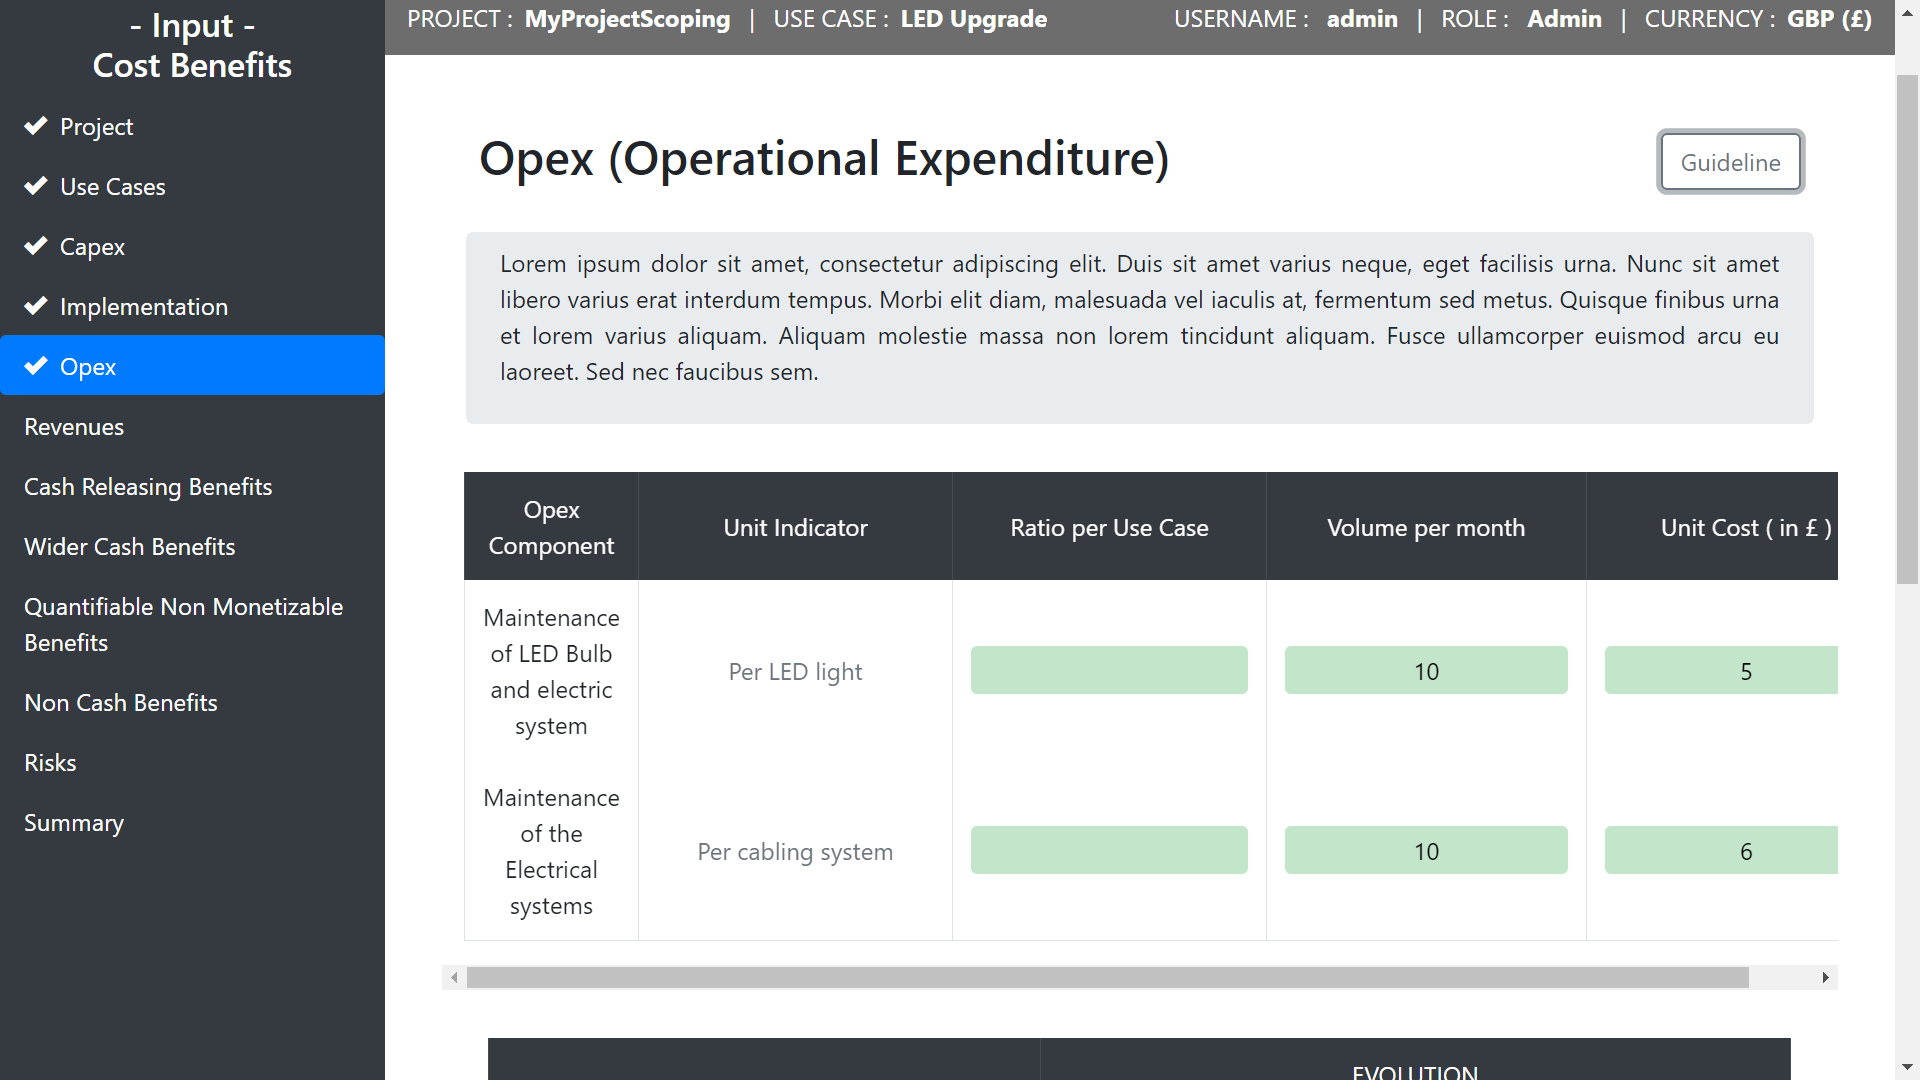 - Input -
Cost Benefits
Project
Use Cases
Capex
Implementation
Opex
Revenues
Cash Releasing Benefits
Wider Cash Benefits
Quantifiable Non Monetizable
Benefits
Non Cash Benefits
Risks
Summary
PROJECT : MyProjectScoping | USE CASE : LED Upgrade USERNAME : admin | ROLE : Admin | CURRENCY : GBP (£)
Opex (Operational Expenditure)
Guideline
Lorem ipsum dolor sit amet, consectetur adipiscing elit. Duis sit amet varius neque, eget facilisis urna. Nunc sit amet
libero varius erat interdum tempus. Morbi elit diam, malesuada vel iaculis at, fermentum sed metus. Quisque finibus urna
et lorem varius aliquam. Aliquam molestie massa non lorem tincidunt aliquam. Fusce ullamcorper euismod arcu eu
laoreet. Sed nec faucibus sem.
Opex
Component
Unit Indicator
Ratio per Use Case
Volume per month
Unit Cost ( in £ )
Maintenance
of LED Bulb
and electric
system
Per LED light
10
5
Maintenance
of the
Electrical
systems
Per cabling system
10
6
EVOLUTION